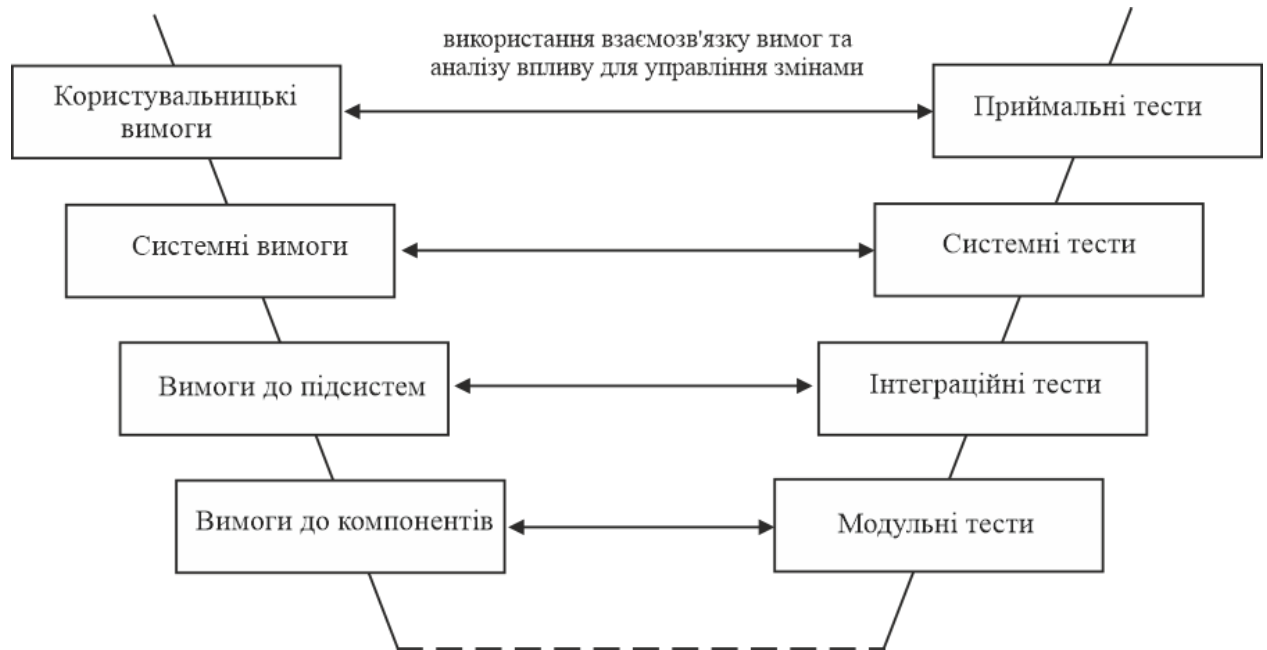 використання взаємозв'язку вимог та
аналізу впливу для управління змінами
Користувальницькі
вимоги
Приймальні тести
Системні вимоги
Системні тести
Вимоги до підсистем
Інтеграційні тести
Вимоги до компонентів
Модульні тести